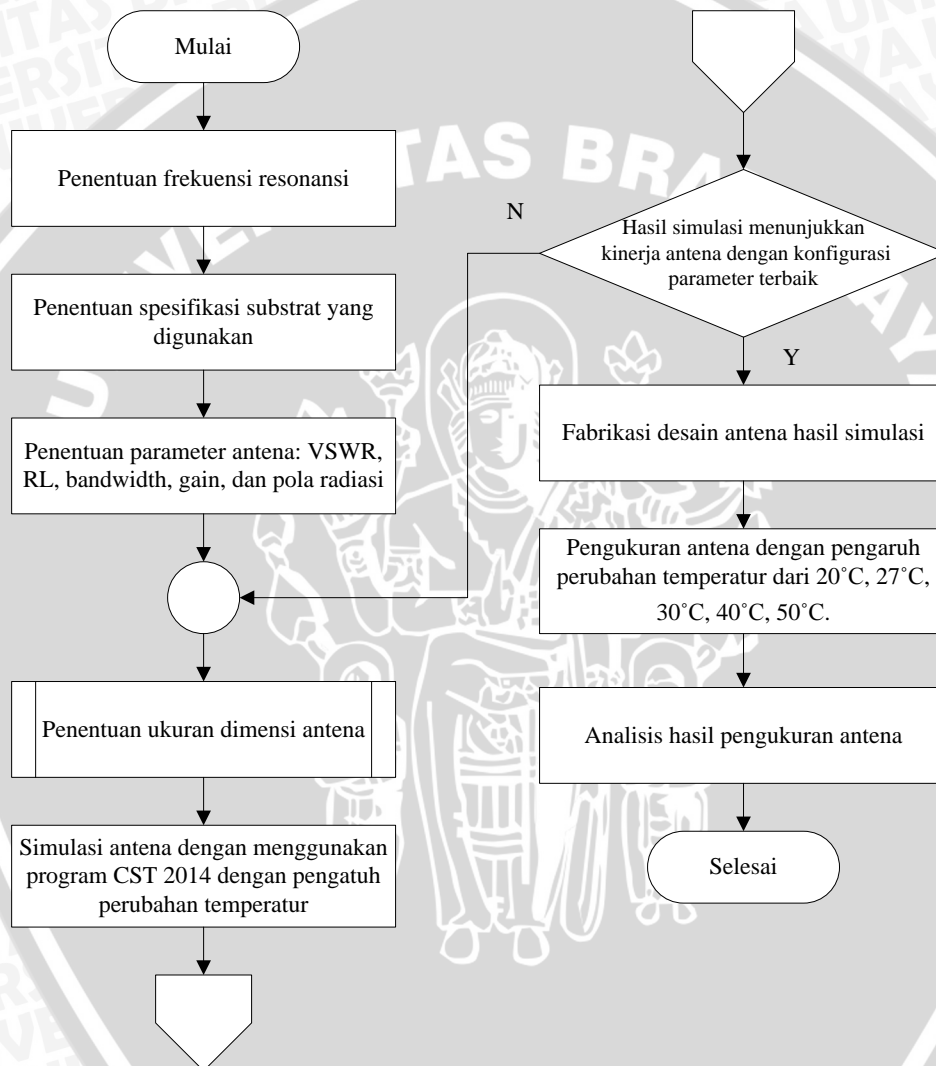 Mulai
Penentuan frekuensi resonansi
Penentuan spesifikasi substrat yang
digunakan
Penentuan parameter antena: VSWR,
RL, bandwidth, gain, dan pola radiasi
Penentuan ukuran dimensi antena
Simulasi antena dengan menggunakan
program CST 2014 dengan pengatuh
perubahan temperatur
Hasil simulasi menunjukkan
kinerja antena dengan konfigurasi
parameter terbaik
N
Y
Fabrikasi desain antena hasil simulasi
Pengukuran antena dengan pengaruh
perubahan temperatur dari 20˚C, 27˚C,
30˚C, 40˚C, 50˚C.
Analisis hasil pengukuran antena
Selesai